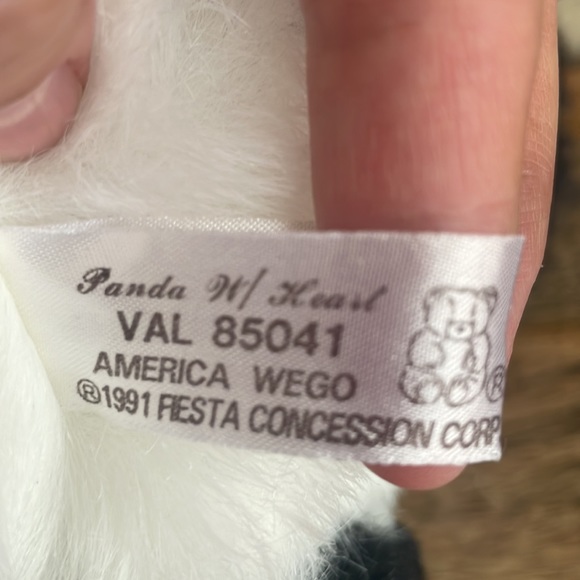 Panda W/ Heart
VAL 85041
AMERICA WEGO
®1991 FIESTA CONCESSION CORP
®